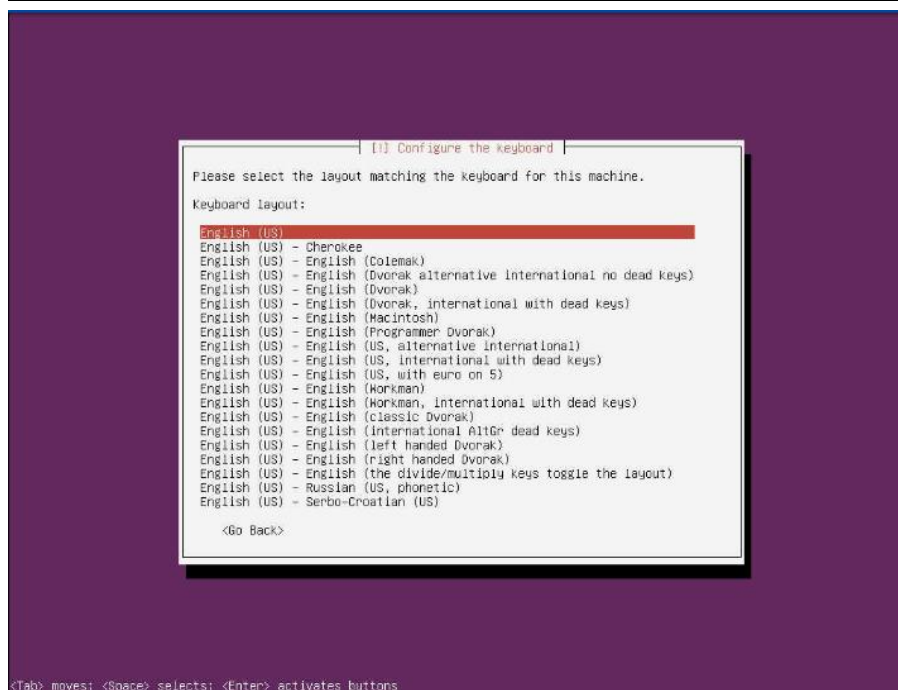 [!] Configure the keyboard
Please select the layout matching the keyboard for this machine.
Keyboard layout:
English (US)
English (US) - Cherokee
English (US) - English (Colemak)
English (US) - English (Dvorak alternative international no dead keys)
English (US) - English (Dvorak)
English (US) - English (Dvorak, international with dead keys)
English (US) - English (Macintosh)
English (US) - English (Programmer Dvorak)
English (US) - English (US, alternative international)
English (US) - English (US, international with dead keys)
English (US) - English (US, with euro on 5)
English (US) - English (Workman)
English (US) - English (Workman, international with dead keys)
English (US) - English (classic Dvorak)
English (US) - English (international AltGr dead keys)
English (US) - English (left handed Dvorak)
English (US) - English (right handed Dvorak)
English (US) - English (the divide/multiply keys toggle the layout)
English (US) - Russian (US, phonetic)
English (US) - Serbo-Croatian (US)
<Go Back>
<Tab> moves; <Space> selects; <Enter> activates buttons